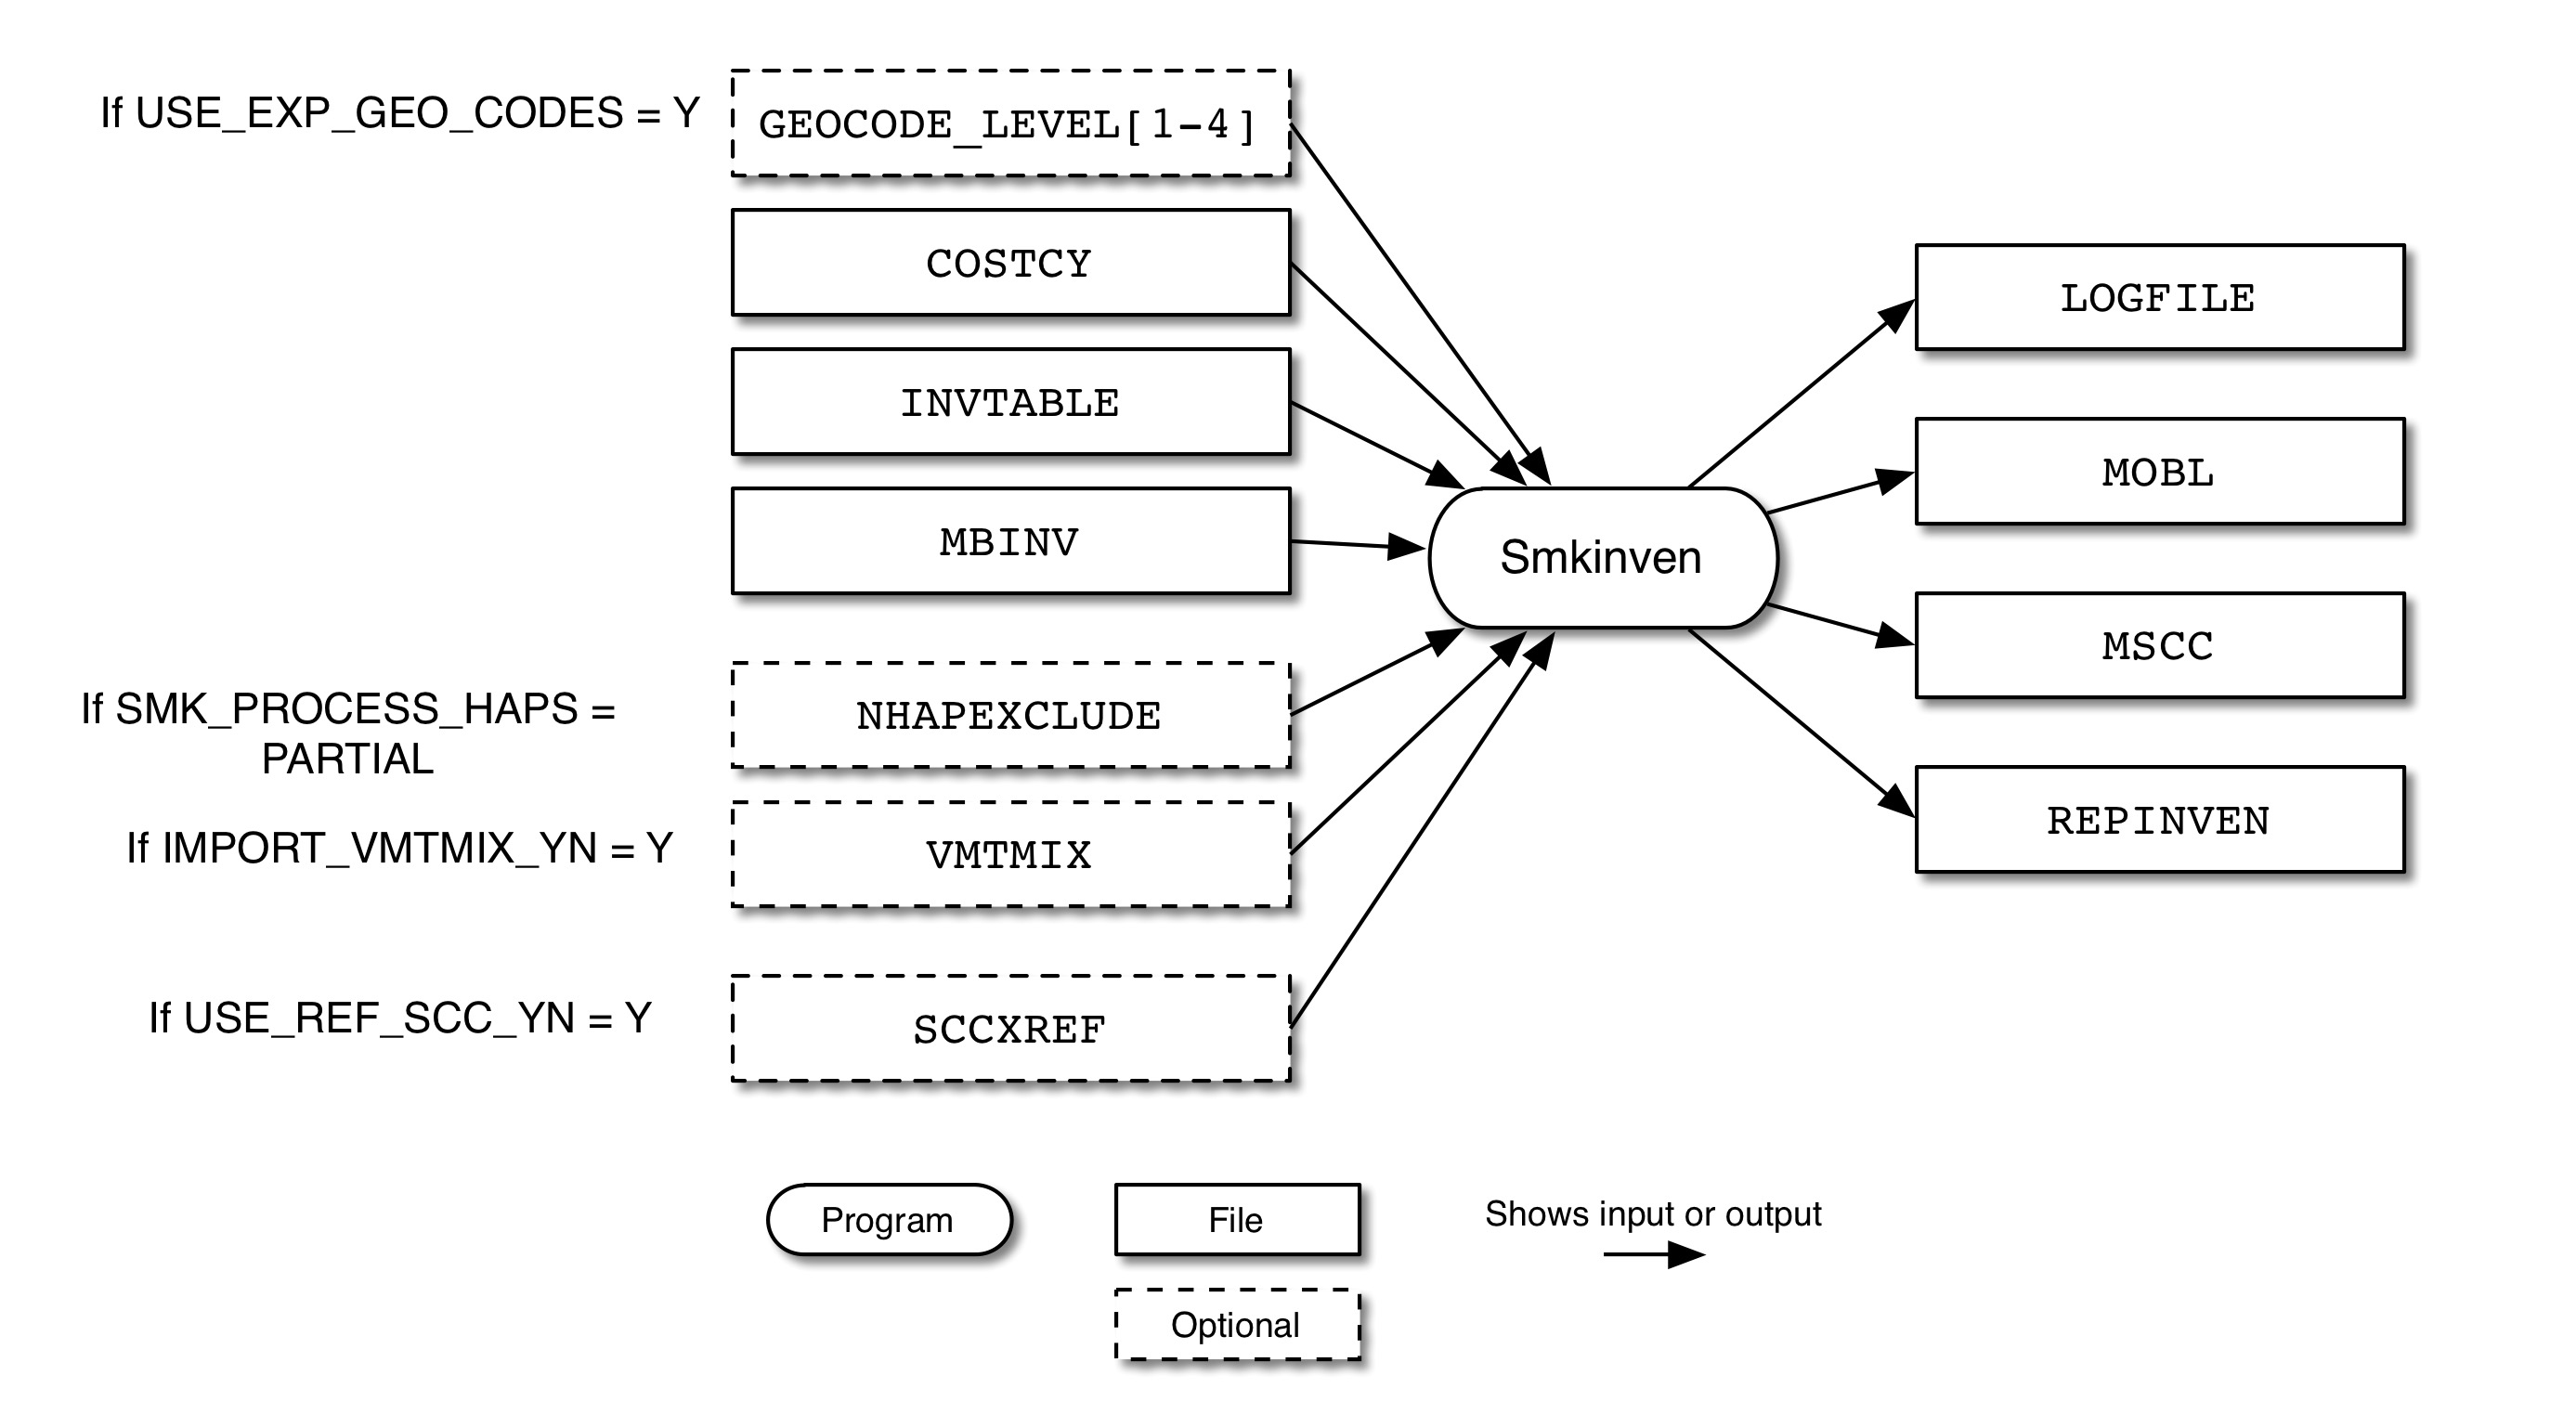 If USE_EXP_GEO_CODES = Y
GEOCODE_LEVEL[1-4]
COSTCY
INVTABLE
MBINV
If SMK_PROCESS_HAPS =
PARTIAL
NHAPEXCLUDE
If IMPORT_VMTMIX_YN = Y
VMTMIX
If USE_REF_SCC_YN = Y
SCCXREF
Smkinven
LOGFILE
MOBL
MSCC
REPINVEN
Program
File
Optional
Shows input or output